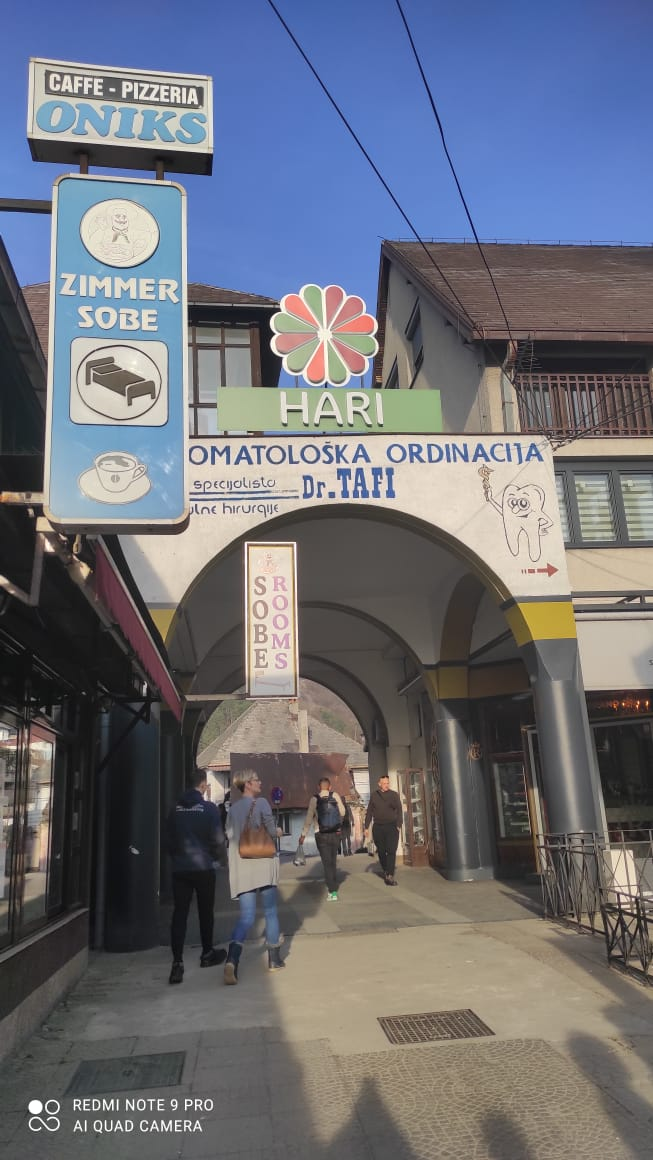 CAFFE - PIZZERIA
ONIKS
ZIMMER
SOBE
HARI
OMATOLOŠKA ORDINACIJA
specijalista Dr. TAFI
lne hirurgije
SOBE
ROOMS
REDMI NOTE 9 PRO
AI QUAD CAMERA